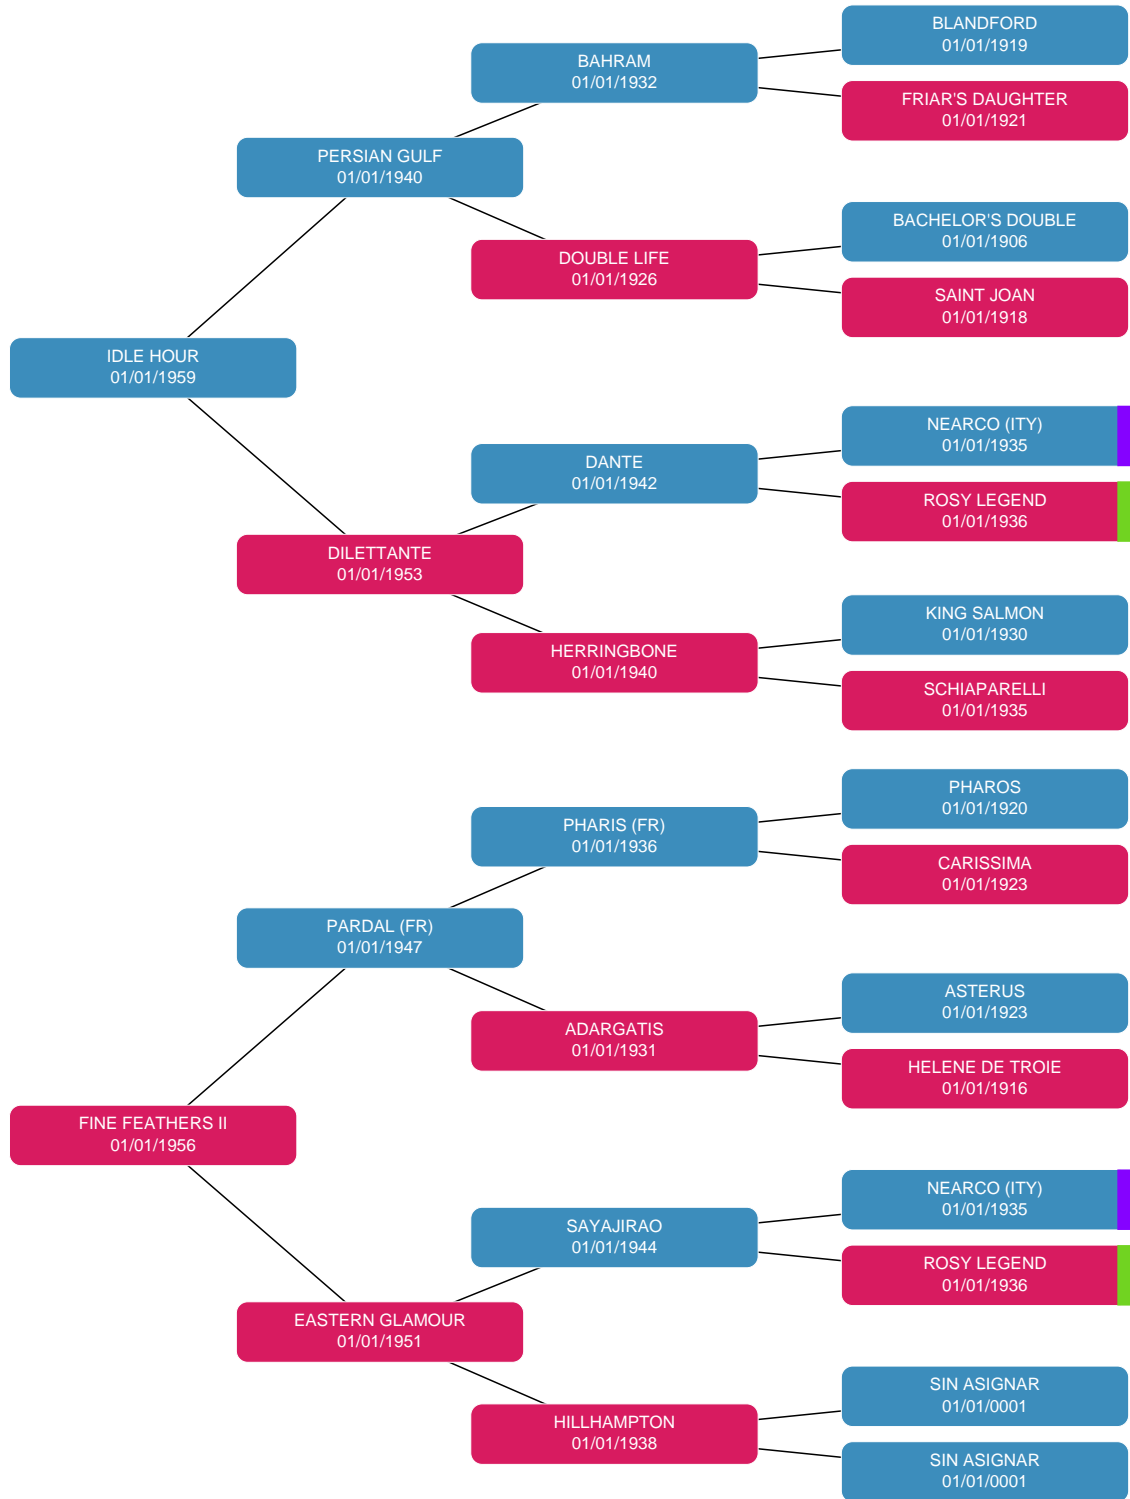 BLANDFORD
01/01/1919
BAHRAM
01/01/1932
FRIAR'S DAUGHTER
01/01/1921
PERSIAN GULF
01/01/1940
BACHELOR'S DOUBLE
01/01/1906
DOUBLE LIFE
01/01/1926
SAINT JOAN
01/01/1918
IDLE HOUR
01/01/1959
NEARCO (ITY)
01/01/1935
DANTE
01/01/1942
ROSY LEGEND
01/01/1936
DILETTANTE
01/01/1953
KING SALMON
01/01/1930
HERRINGBONE
01/01/1940
SCHIAPARELLI
01/01/1935
PHAROS
01/01/1920
PHARIS (FR)
01/01/1936
CARISSIMA
01/01/1923
PARDAL (FR)
01/01/1947
ASTERUS
01/01/1923
ADARGATIS
01/01/1931
HELENE DE TROIE
01/01/1916
FINE FEATHERS II
01/01/1956
NEARCO (ITY)
01/01/1935
SAYAJIRAO
01/01/1944
ROSY LEGEND
01/01/1936
EASTERN GLAMOUR
01/01/1951
SIN ASIGNAR
01/01/0001
HILLHAMPTON
01/01/1938
SIN ASIGNAR
01/01/0001